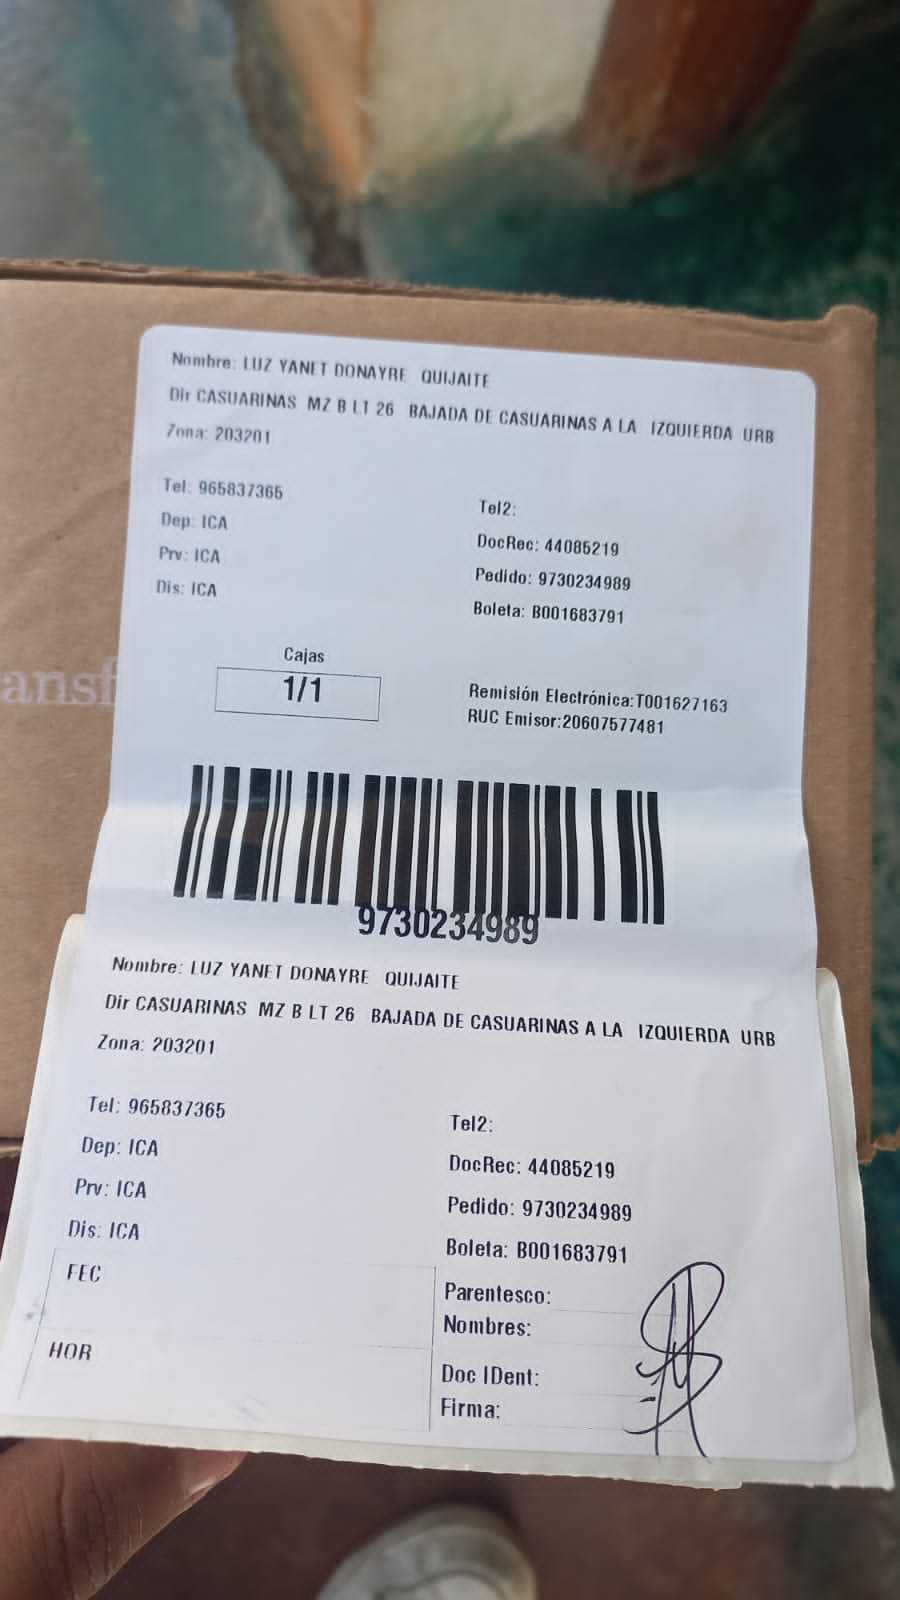 Nombre: LUZ YANET DONAYRE QUIJAITE
Dir CASUARINAS MZ B LT 26 BAJADA DE CASUARINAS A LA IZQUIERDA URB
Zona: 203201
Tel: 965837365
Tel2:
Dep: ICA
DocRec: 44085219
Prv: ICA
Pedido: 9730234989
Dis: ICA
Boleta: B001683791
Cajas
1/1
Remisión Electrónica:T001627163
RUC Emisor:20607577481
ansf
9730234989
Nombre: LUZ YANET DONAYRE QUIJAITE
Dir CASUARINAS MZ B LT 26 BAJADA DE CASUARINAS A LA IZQUIERDA URB
Zona: 203201
Tel: 965837365
Tel2:
Dep: ICA
DocRec: 44085219
Prv: ICA
Pedido: 9730234989
Dis: ICA
Boleta: B001683791
FEC
Parentesco:
Nombres:
HOR
Doc IDent:
Firma: